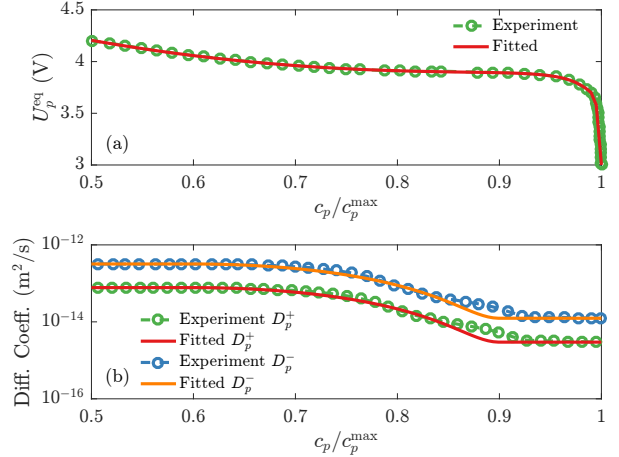 4.5
4
3.5
3
U_p^eq (V)
Experiment
Fitted
(a)
0.5 0.6 0.7 0.8 0.9 1
c_p/c_p^max
10^−12
10^−14
10^−16
Diff. Coeff. (m²/s)
Experiment D_p^+
Fitted D_p^+
Experiment D_p^−
Fitted D_p^−
(b)
0.5 0.6 0.7 0.8 0.9 1
c_p/c_p^max